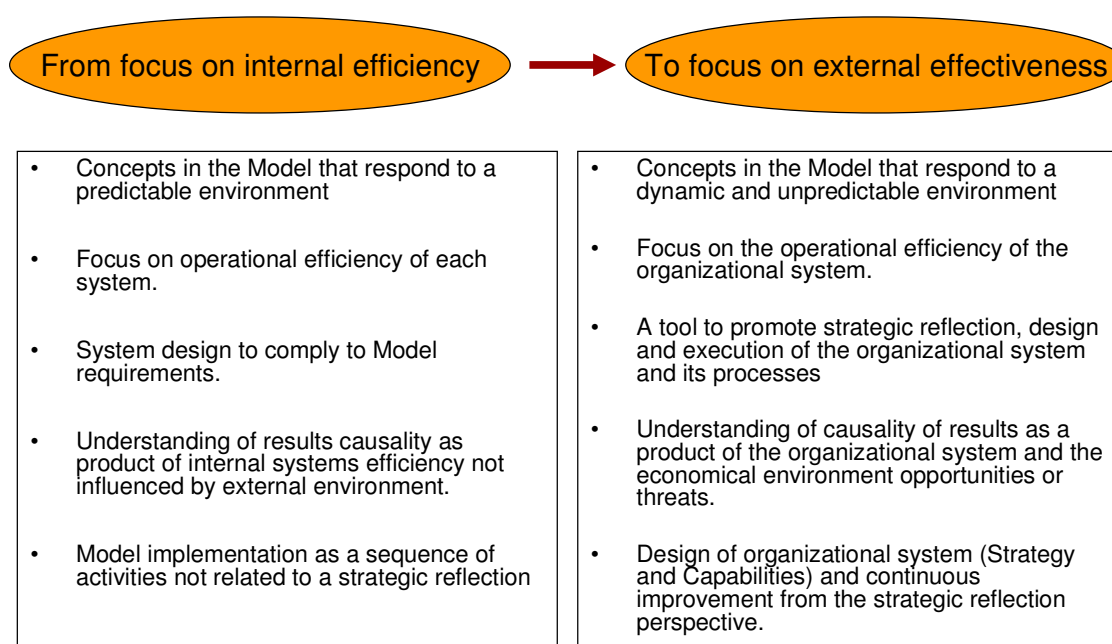 From focus on internal efficiency
To focus on external effectiveness
• Concepts in the Model that respond to a
predictable environment
• Focus on operational efficiency of each
system.
• System design to comply to Model
requirements.
• Understanding of results causality as
product of internal systems efficiency not
influenced by external environment.
• Model implementation as a sequence of
activities not related to a strategic reflection
• Concepts in the Model that respond to a
dynamic and unpredictable environment
• Focus on the operational efficiency of the
organizational system.
• A tool to promote strategic reflection, design
and execution of the organizational system
and its processes
• Understanding of causality of results as a
product of the organizational system and the
economical environment opportunities or
threats.
• Design of organizational system (Strategy
and Capabilities) and continuous
improvement from the strategic reflection
perspective.